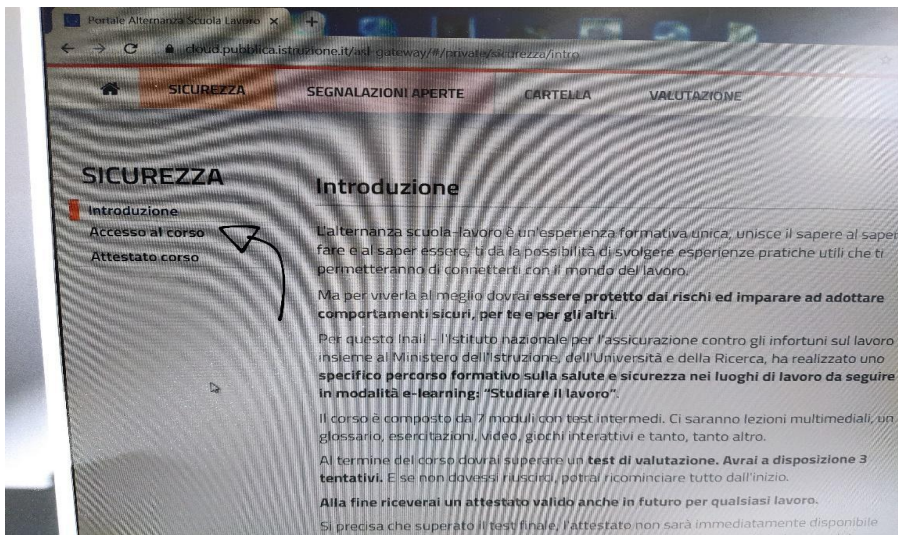 Portale Alternanza Scuola Lavoro
cloud.pubblica.istruzione.it/asl-gateway/#/private/sicurezza/intro
SICUREZZA SEGNALAZIONI APERTE CARTELLA VALUTAZIONE
SICUREZZA
Introduzione
Accesso al corso
Attestato corso
Introduzione
L'alternanza scuola-lavoro è un'esperienza formativa unica, unisce il sapere al saper
fare e al saper essere, ti dà la possibilità di svolgere esperienze pratiche utili che ti
permetteranno di connetterti con il mondo del lavoro.
Ma per viverla al meglio dovrai essere protetto dai rischi ed imparare ad adottare
comportamenti sicuri, per te e per gli altri.
Per questo Inail - l'Istituto nazionale per l'assicurazione contro gli infortuni sul lavoro
insieme al Ministero dell'Istruzione, dell'Università e della Ricerca, ha realizzato uno
specifico percorso formativo sulla salute e sicurezza nei luoghi di lavoro da seguire
in modalità e-learning: "Studiare il lavoro".
Il corso è composto da 7 moduli con test intermedi. Ci saranno lezioni multimediali, un
glossario, esercitazioni, video, giochi interattivi e tanto, tanto altro.
Al termine del corso dovrai superare un test di valutazione. Avrai a disposizione 3
tentativi. E se non dovessi riuscirci, potrai ricominciare tutto dall'inizio.
Alla fine riceverai un attestato valido anche in futuro per qualsiasi lavoro.
Si precisa che superato il test finale, l'attestato non sarà immediatamente disponibile